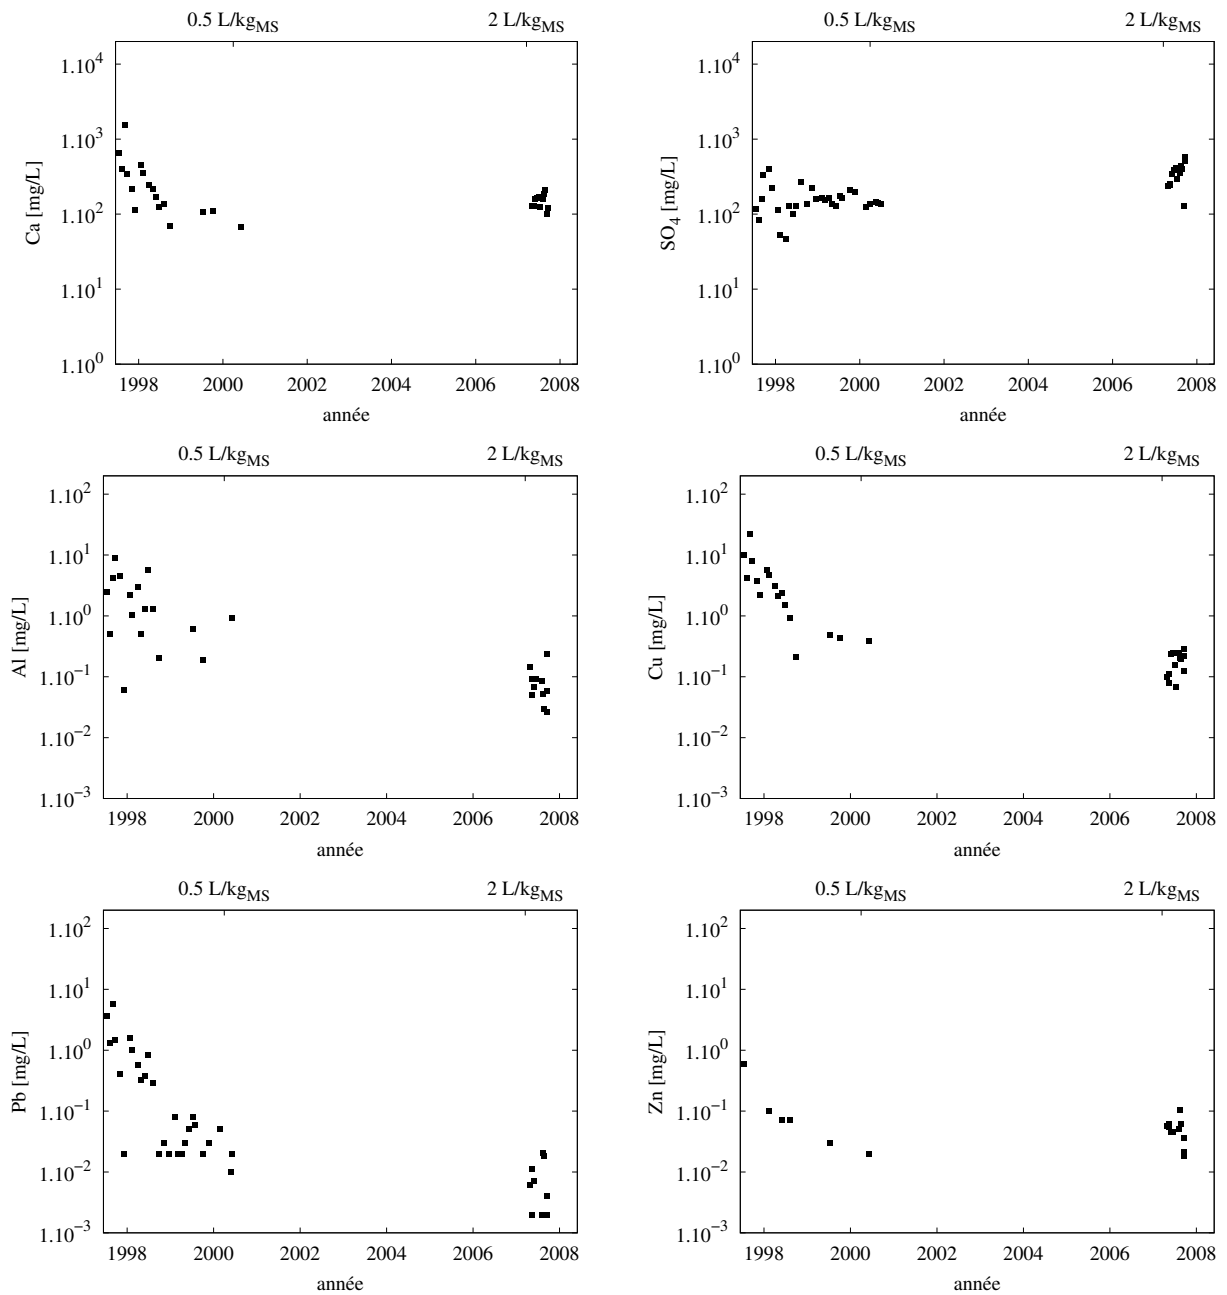 0.5 L/kgMS 2 L/kgMS
1.10^4
1.10^3
1.10^2
1.10^1
1.10^0
Ca [mg/L]
1998 2000 2002 2004 2006 2008
année
0.5 L/kgMS 2 L/kgMS
1.10^4
1.10^3
1.10^2
1.10^1
1.10^0
SO4 [mg/L]
1998 2000 2002 2004 2006 2008
année
0.5 L/kgMS 2 L/kgMS
1.10^2
1.10^1
1.10^0
1.10^−1
1.10^−2
1.10^−3
Al [mg/L]
1998 2000 2002 2004 2006 2008
année
0.5 L/kgMS 2 L/kgMS
1.10^2
1.10^1
1.10^0
1.10^−1
1.10^−2
1.10^−3
Cu [mg/L]
1998 2000 2002 2004 2006 2008
année
0.5 L/kgMS 2 L/kgMS
1.10^2
1.10^1
1.10^0
1.10^−1
1.10^−2
1.10^−3
Pb [mg/L]
1998 2000 2002 2004 2006 2008
année
0.5 L/kgMS 2 L/kgMS
1.10^2
1.10^1
1.10^0
1.10^−1
1.10^−2
1.10^−3
Zn [mg/L]
1998 2000 2002 2004 2006 2008
année